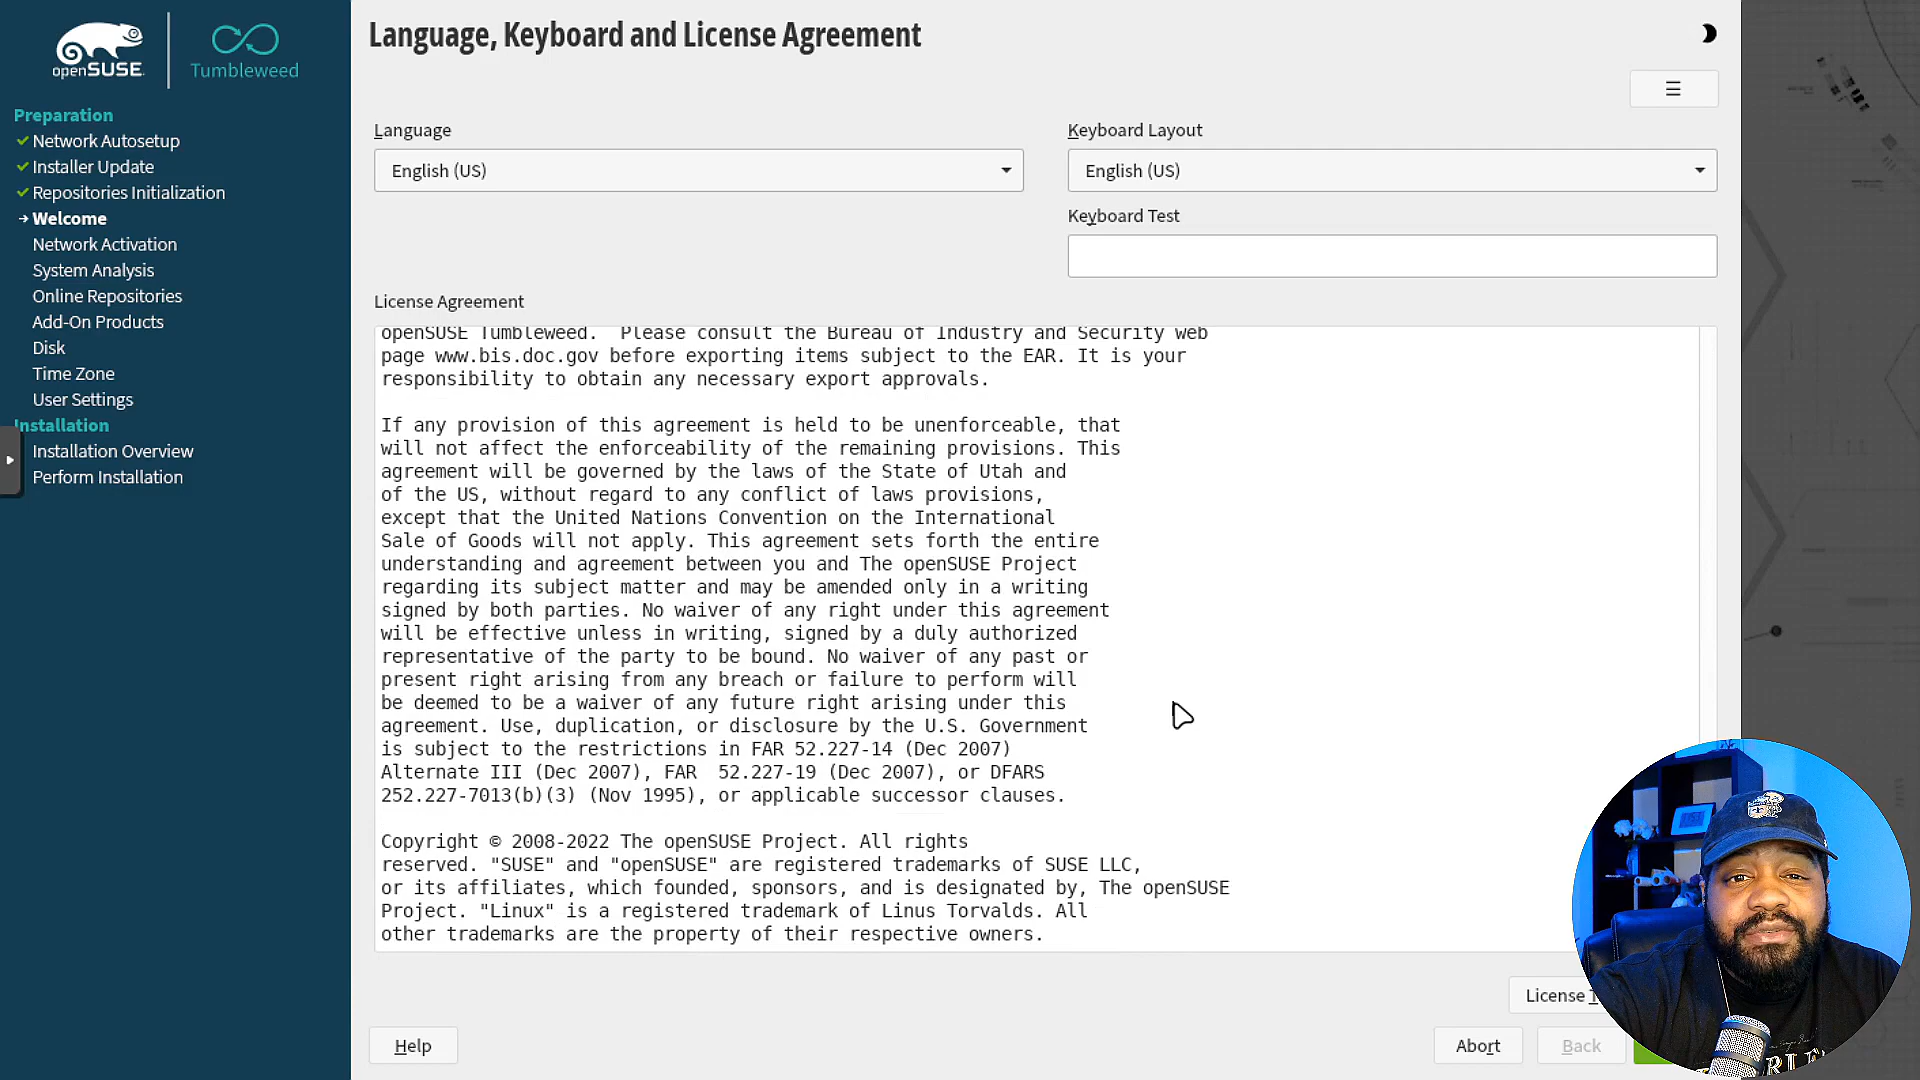 openSUSE
Tumbleweed
Language, Keyboard and License Agreement
Preparation
Network Autosetup
Installer Update
Repositories Initialization
Welcome
Network Activation
System Analysis
Online Repositories
Add-On Products
Disk
Time Zone
User Settings
Installation
Installation Overview
Perform Installation
Language
English (US)
Keyboard Layout
English (US)
Keyboard Test
License Agreement
openSUSE Tumbleweed.  Please consult the Bureau of Industry and Security web
page www.bis.doc.gov before exporting items subject to the EAR. It is your
responsibility to obtain any necessary export approvals.
If any provision of this agreement is held to be unenforceable, that
will not affect the enforceability of the remaining provisions. This
agreement will be governed by the laws of the State of Utah and
of the US, without regard to any conflict of laws provisions,
except that the United Nations Convention on the International
Sale of Goods will not apply. This agreement sets forth the entire
understanding and agreement between you and The openSUSE Project
regarding its subject matter and may be amended only in a writing
signed by both parties. No waiver of any right under this agreement
will be effective unless in writing, signed by a duly authorized
representative of the party to be bound. No waiver of any past or
present right arising from any breach or failure to perform will
be deemed to be a waiver of any future right arising under this
agreement. Use, duplication, or disclosure by the U.S. Government
is subject to the restrictions in FAR 52.227-14 (Dec 2007)
Alternate III (Dec 2007), FAR  52.227-19 (Dec 2007), or DFARS
252.227-7013(b)(3) (Nov 1995), or applicable successor clauses.
Copyright © 2008-2022 The openSUSE Project. All rights
reserved. "SUSE" and "openSUSE" are registered trademarks of SUSE LLC,
or its affiliates, which founded, sponsors, and is designated by, The openSUSE
Project. "Linux" is a registered trademark of Linus Torvalds. All
other trademarks are the property of their respective owners.
License
Help
Abort
Back